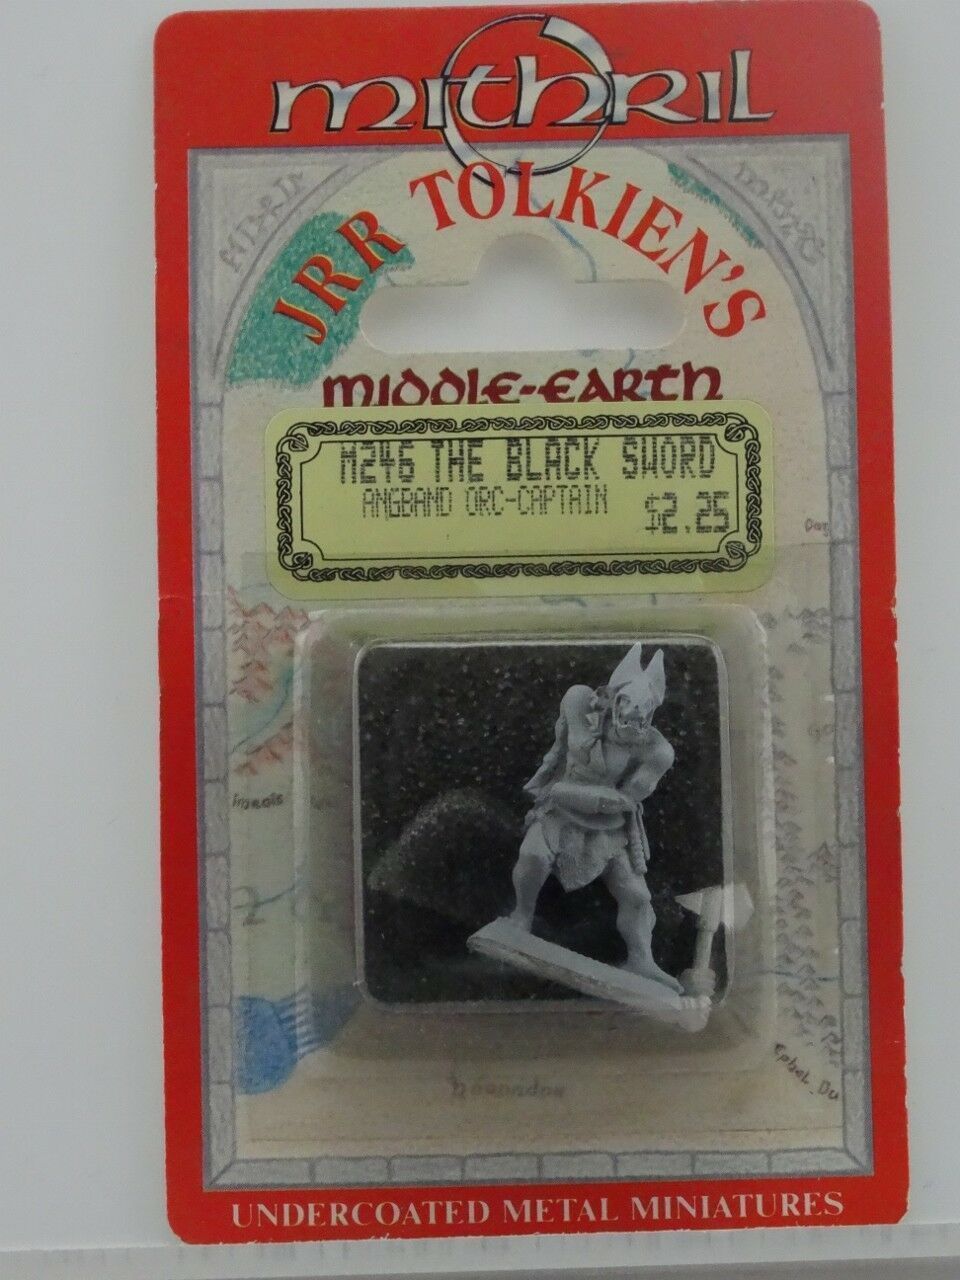 mithril
JRR TOLKIEN'S
MIDDLE-EARTH
M246 THE BLACK SWORD
ANGBAND ORC-CAPTAIN
$2.25
UNDERCOATED METAL MINIATURES